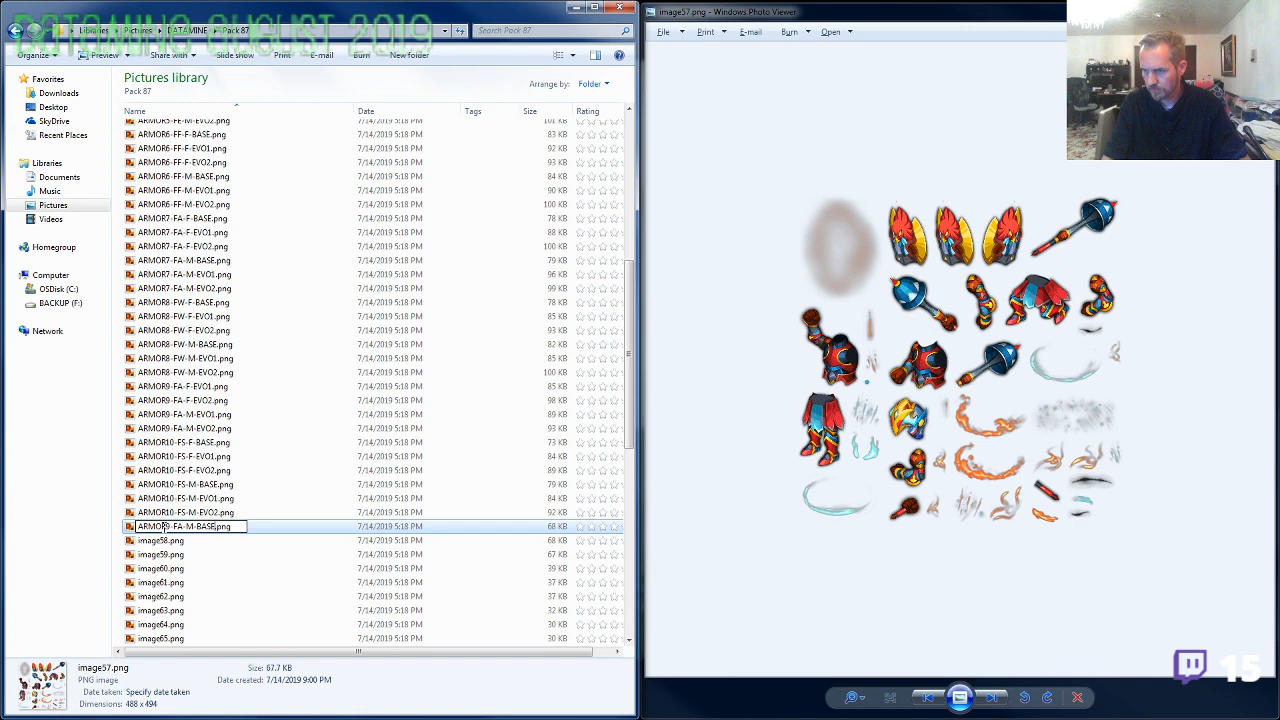 DATAMINE AUGUST 2019
Libraries Pictures DATAMINE Pack 87
Search Pack 87
Organize Preview Share with Slide show Print E-mail Burn New folder
Pictures library
Pack 87
Arrange by: Folder
Name Date Tags Size Rating
Favorites
Downloads
Desktop
SkyDrive
Recent Places
Libraries
Documents
Music
Pictures
Videos
Homegroup
Computer
OSDisk (C:)
BACKUP (F:)
Network
ARMOR5-FE-M-EVO2.png 7/14/2019 5:18 PM 101 KB
ARMOR6-FF-F-BASE.png 7/14/2019 5:18 PM 83 KB
ARMOR6-FF-F-EVO1.png 7/14/2019 5:18 PM 92 KB
ARMOR6-FF-F-EVO2.png 7/14/2019 5:18 PM 93 KB
ARMOR6-FF-M-BASE.png 7/14/2019 5:18 PM 84 KB
ARMOR6-FF-M-EVO1.png 7/14/2019 5:18 PM 90 KB
ARMOR6-FF-M-EVO2.png 7/14/2019 5:18 PM 100 KB
ARMOR7-FA-F-BASE.png 7/14/2019 5:18 PM 78 KB
ARMOR7-FA-F-EVO1.png 7/14/2019 5:18 PM 88 KB
ARMOR7-FA-F-EVO2.png 7/14/2019 5:18 PM 100 KB
ARMOR7-FA-M-BASE.png 7/14/2019 5:18 PM 79 KB
ARMOR7-FA-M-EVO1.png 7/14/2019 5:18 PM 96 KB
ARMOR7-FA-M-EVO2.png 7/14/2019 5:18 PM 99 KB
ARMOR8-FW-F-BASE.png 7/14/2019 5:18 PM 78 KB
ARMOR8-FW-F-EVO1.png 7/14/2019 5:18 PM 85 KB
ARMOR8-FW-F-EVO2.png 7/14/2019 5:18 PM 93 KB
ARMOR8-FW-M-BASE.png 7/14/2019 5:18 PM 82 KB
ARMOR8-FW-M-EVO1.png 7/14/2019 5:18 PM 85 KB
ARMOR8-FW-M-EVO2.png 7/14/2019 5:18 PM 100 KB
ARMOR9-FA-F-EVO1.png 7/14/2019 5:18 PM 85 KB
ARMOR9-FA-F-EVO2.png 7/14/2019 5:18 PM 98 KB
ARMOR9-FA-M-EVO1.png 7/14/2019 5:18 PM 89 KB
ARMOR9-FA-M-EVO2.png 7/14/2019 5:18 PM 93 KB
ARMOR10-FS-F-BASE.png 7/14/2019 5:18 PM 73 KB
ARMOR10-FS-F-EVO1.png 7/14/2019 5:18 PM 84 KB
ARMOR10-FS-F-EVO2.png 7/14/2019 5:18 PM 89 KB
ARMOR10-FS-M-BASE.png 7/14/2019 5:18 PM 79 KB
ARMOR10-FS-M-EVO1.png 7/14/2019 5:18 PM 84 KB
ARMOR10-FS-M-EVO2.png 7/14/2019 5:18 PM 92 KB
ARMOR9-FA-M-BASE.png 7/14/2019 5:18 PM 68 KB
image58.png 7/14/2019 5:18 PM 68 KB
image59.png 7/14/2019 5:18 PM 67 KB
image60.png 7/14/2019 5:18 PM 39 KB
image61.png 7/14/2019 5:18 PM 37 KB
image62.png 7/14/2019 5:18 PM 37 KB
image63.png 7/14/2019 5:18 PM 32 KB
image64.png 7/14/2019 5:18 PM 30 KB
image65.png 7/14/2019 5:18 PM 30 KB
image57.png Size: 67.7 KB
PNG image Date created: 7/14/2019 9:00 PM
Date taken: Specify date taken
Dimensions: 488 x 494
image57.png - Windows Photo Viewer
File Print E-mail Burn Open
15